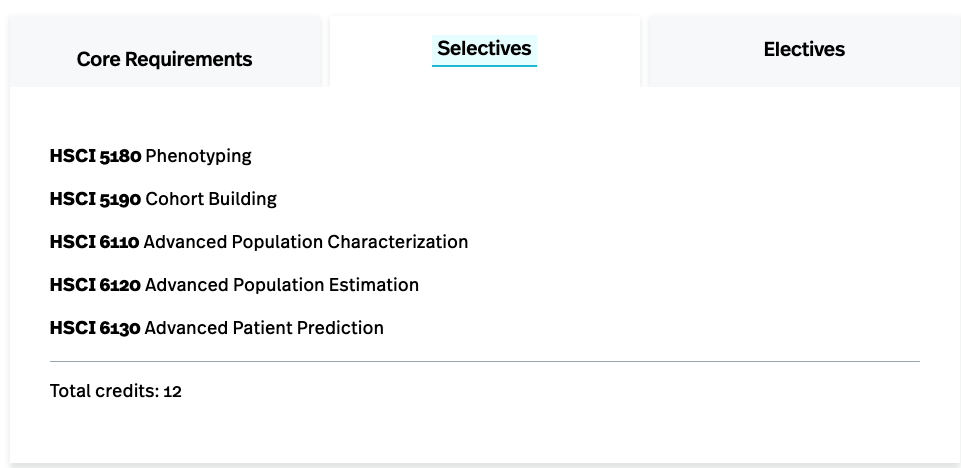 Core Requirements
Selectives
Electives
HSCI 5180 Phenotyping
HSCI 5190 Cohort Building
HSCI 6110 Advanced Population Characterization
HSCI 6120 Advanced Population Estimation
HSCI 6130 Advanced Patient Prediction
Total credits: 12